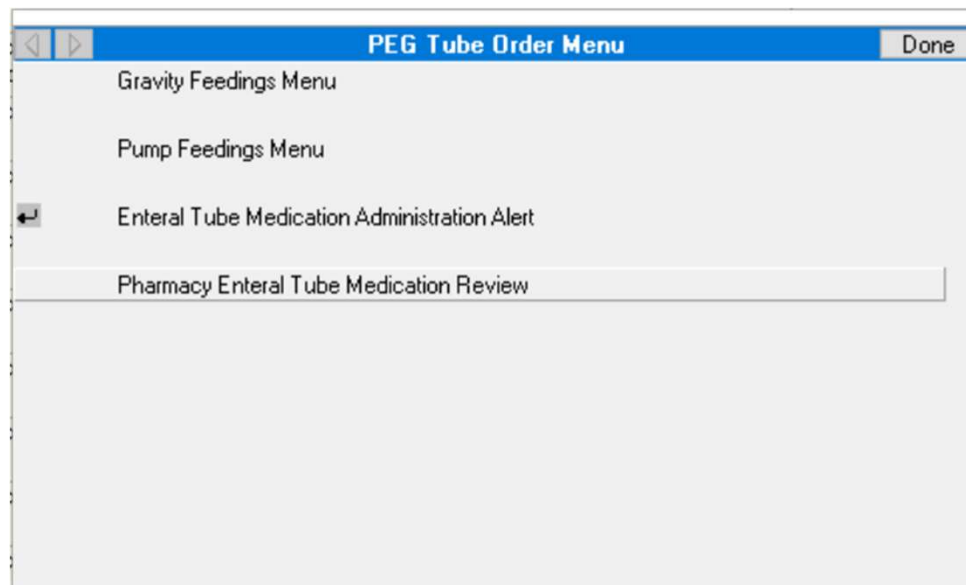 PEG Tube Order Menu
Done
Gravity Feedings Menu
Pump Feedings Menu
Enteral Tube Medication Administration Alert
Pharmacy Enteral Tube Medication Review